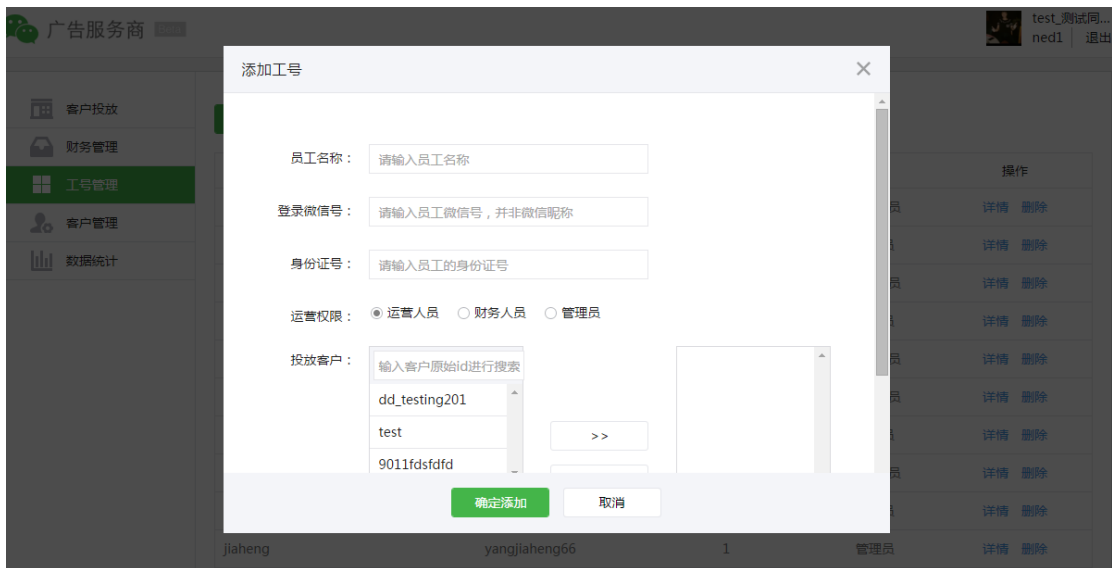 广告服务商 Beta
test_测试同...
ned1 退出
客户投放
财务管理
工号管理
客户管理
数据统计
添加工号 ×
员工名称： 请输入员工名称
登录微信号： 请输入员工微信号，并非微信昵称
身份证号： 请输入员工的身份证号
运营权限： 运营人员 财务人员 管理员
投放客户： 输入客户原始id进行搜索
dd_testing201
test
>>
9011fdsfdfd
确定添加 取消
操作
员 详情 删除
详情 删除
员 详情 删除
详情 删除
员 详情 删除
员 详情 删除
详情 删除
员 详情 删除
详情 删除
jiaheng yangjiaheng66 1 管理员 详情 删除